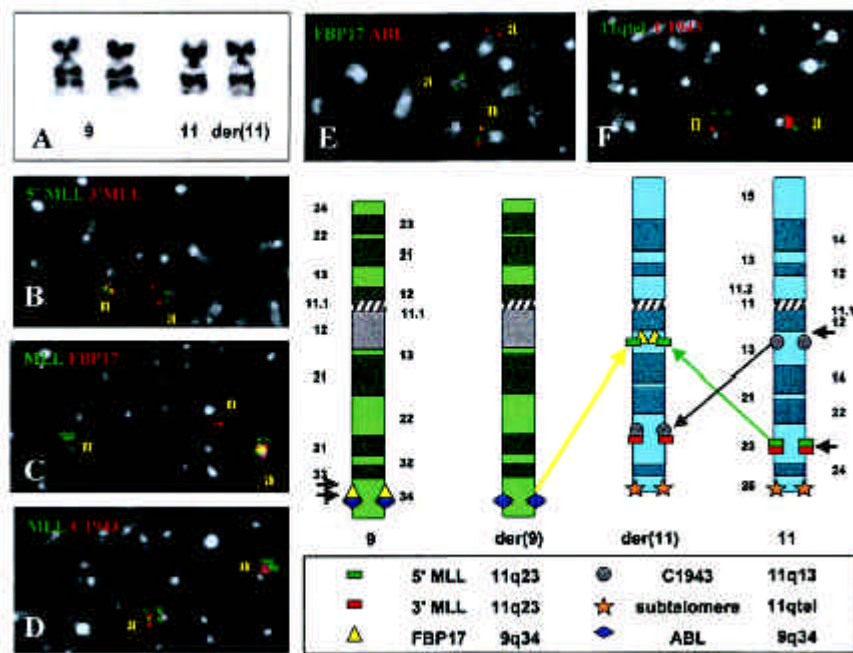 FBP17 ABL
a
a
n
E
11qtel C1943
n
a
F
9 11 der(11)
A
5' MLL 3'MLL
n
a
B
MLL FBP17
n
n
a
C
MLL C1943
n
a
D
24
23
22
21
13
12
11.1
11.1
12
13
21
22
31
32
33
34
9
der(9)
der(11)
15
14
13
12
11.2
11
11.1
12
13
14
21
22
23
24
25
11
5' MLL 11q23 C1943 11q13
3' MLL 11q23 subtelomere 11qtel
FBP17 9q34 ABL 9q34